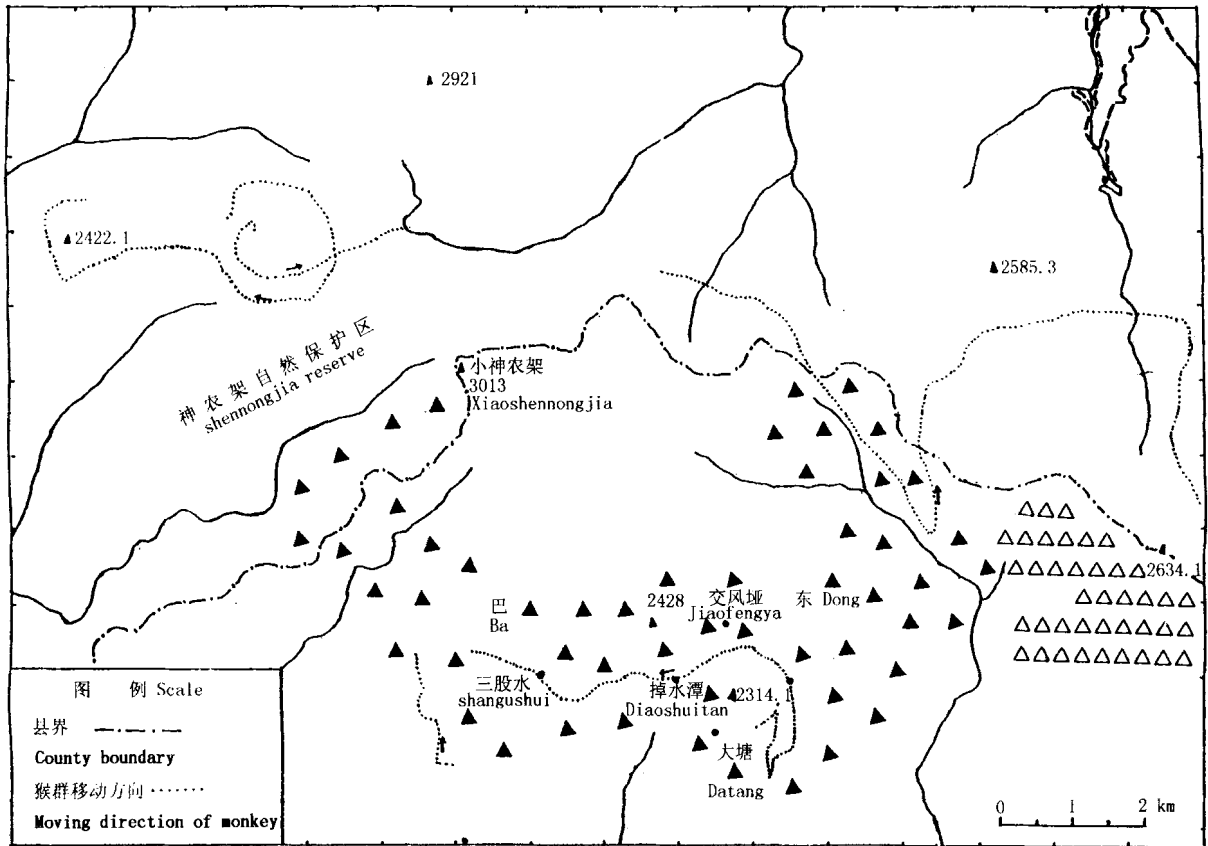 2921
2422.1
2585.3
神农架自然保护区
shennongjia reserve
小神农架
3013
Xiaoshennongjia
2634.1
巴
Ba
2428
交风垭
Jiaofengya
东 Dong
三股水
shangushui
掉水潭
Diaoshuitan
2314.1
大塘
Datang
图 例 Scale
县界
County boundary
猴群移动方向
Moving direction of monkey
0 1 2 km